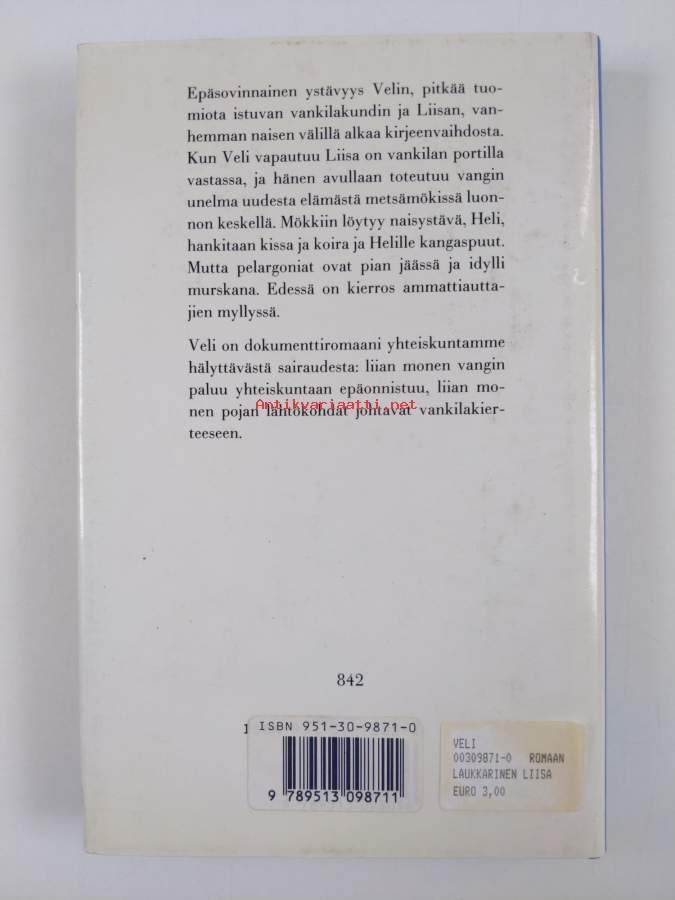 Epäsovinnainen ystävyys Velin, pitkää tuo-
miota istuvan vankilakundin ja Liisan, van-
hemman naisen välillä alkaa kirjeenvaihdosta.
Kun Veli vapautuu Liisa on vankilan portilla
vastassa, ja hänen avullaan toteutuu vangin
unelma uudesta elämästä metsämökissä luon-
non keskellä. Mökkiin löytyy naisystävä, Heli,
hankitaan kissa ja koira ja Helille kangaspuut.
Mutta pelargoniat ovat pian jäässä ja idylli
murskana. Edessä on kierros ammattiautta-
jien myllyssä.
Veli on dokumenttiromaani yhteiskuntamme
hälyttävästä sairaudesta: liian monen vangin
paluu yhteiskuntaan epäonnistuu, liian mo-
Antikvariaatti.net
nen pojan lähtökohdat johtavat vankilakier-
teeseen.
842
ISBN 951-30-9871-0
9 789513 098711
VELI
00309871-0 ROMAAN
LAUKKARINEN LIISA
EURO 3,00